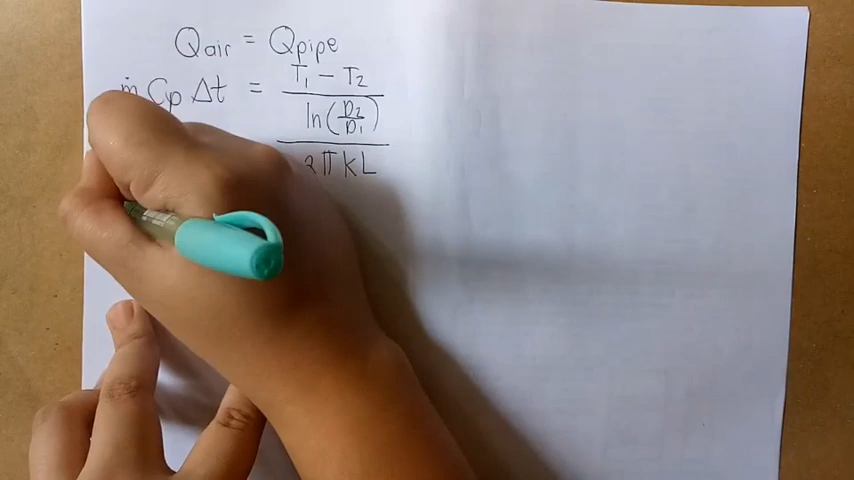 Qair = Qpipe
ṁ Cp Δt = T1 - T2
ln(D2/D1)
2πkL